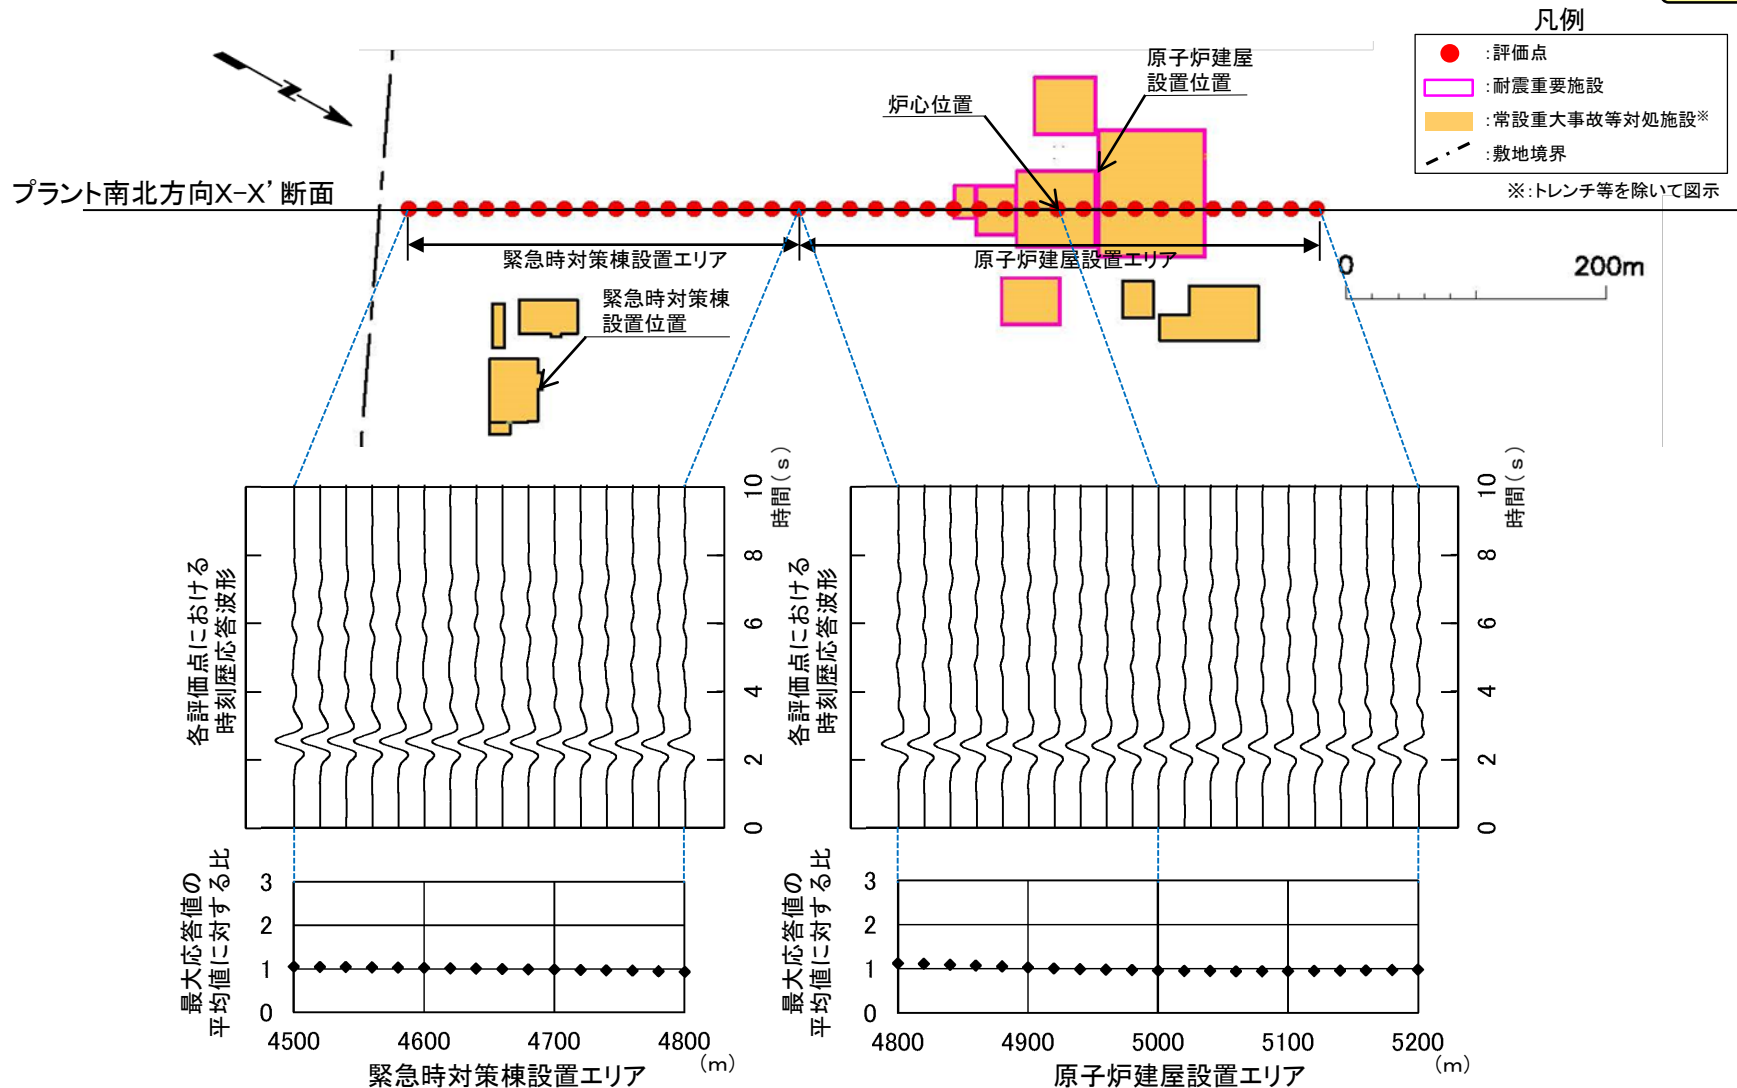 凡例
:評価点
:耐震重要施設
:常設重大事故等対処施設※
:敷地境界
※:トレンチ等を除いて図示
原子炉建屋
設置位置
炉心位置
プラント南北方向X-X’断面
緊急時対策棟設置エリア
原子炉建屋設置エリア
0
200m
緊急時対策棟
設置位置
各評価点における
時刻歴応答波形
0
2
4
6
8
10
時間(s)
各評価点における
時刻歴応答波形
0
2
4
6
8
10
時間(s)
最大応答値の
平均値に対する比
3
2
1
0
4500
4600
4700
4800
(m)
緊急時対策棟設置エリア
最大応答値の
平均値に対する比
3
2
1
0
4800
4900
5000
5100
5200
(m)
原子炉建屋設置エリア